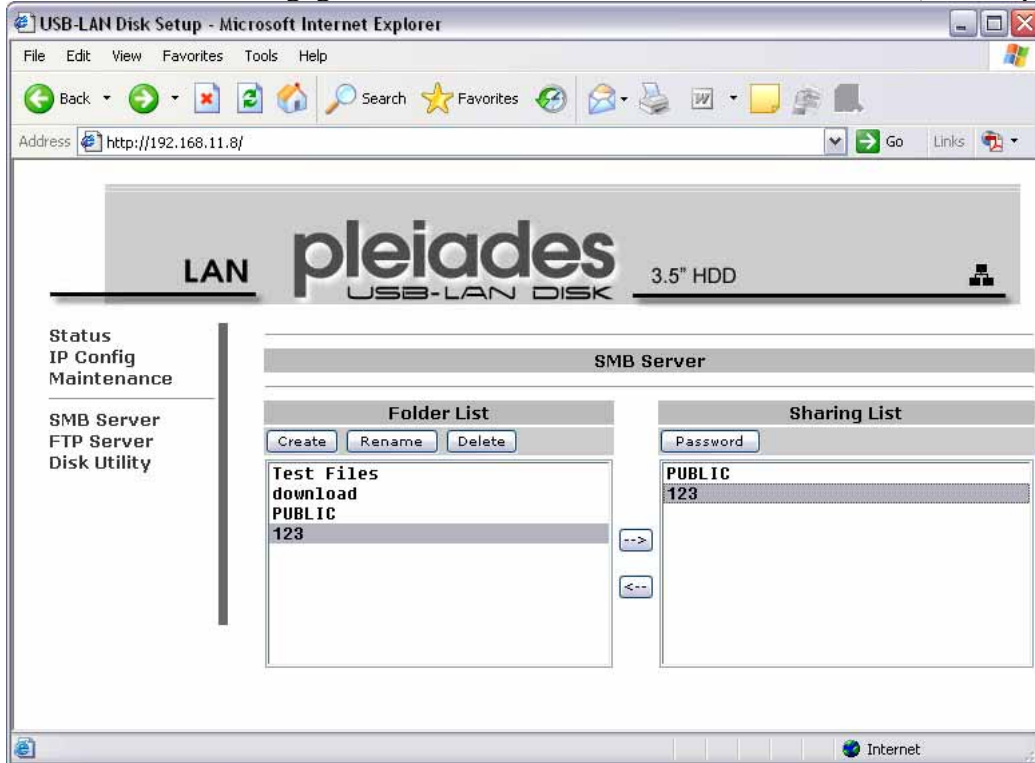 USB-LAN Disk Setup - Microsoft Internet Explorer
File Edit View Favorites Tools Help
Back Search Favorites
Address http://192.168.11.8/ Go Links
LAN pleiades 3.5" HDD
USB-LAN DISK
Status
IP Config
Maintenance
SMB Server
FTP Server
Disk Utility
SMB Server
Folder List
Create Rename Delete
Test Files
download
PUBLIC
123
-->
<--
Sharing List
Password
PUBLIC
123
Internet